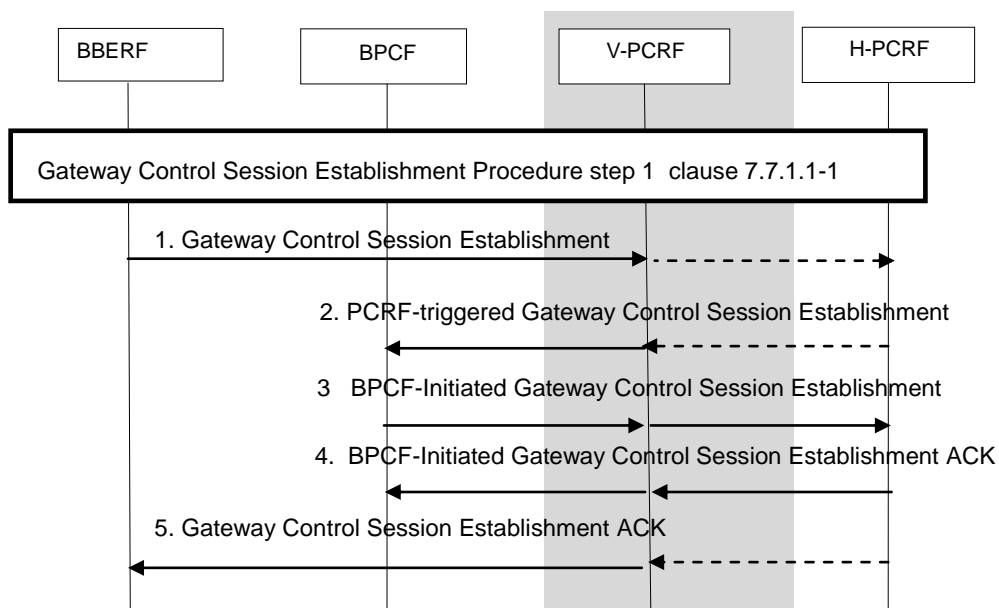 BBERF
BPCF
V-PCRF
H-PCRF
Gateway Control Session Establishment Procedure step 1 clause 7.7.1.1-1
1. Gateway Control Session Establishment
2. PCRF-triggered Gateway Control Session Establishment
3 BPCF-Initiated Gateway Control Session Establishment
4. BPCF-Initiated Gateway Control Session Establishment ACK
5. Gateway Control Session Establishment ACK